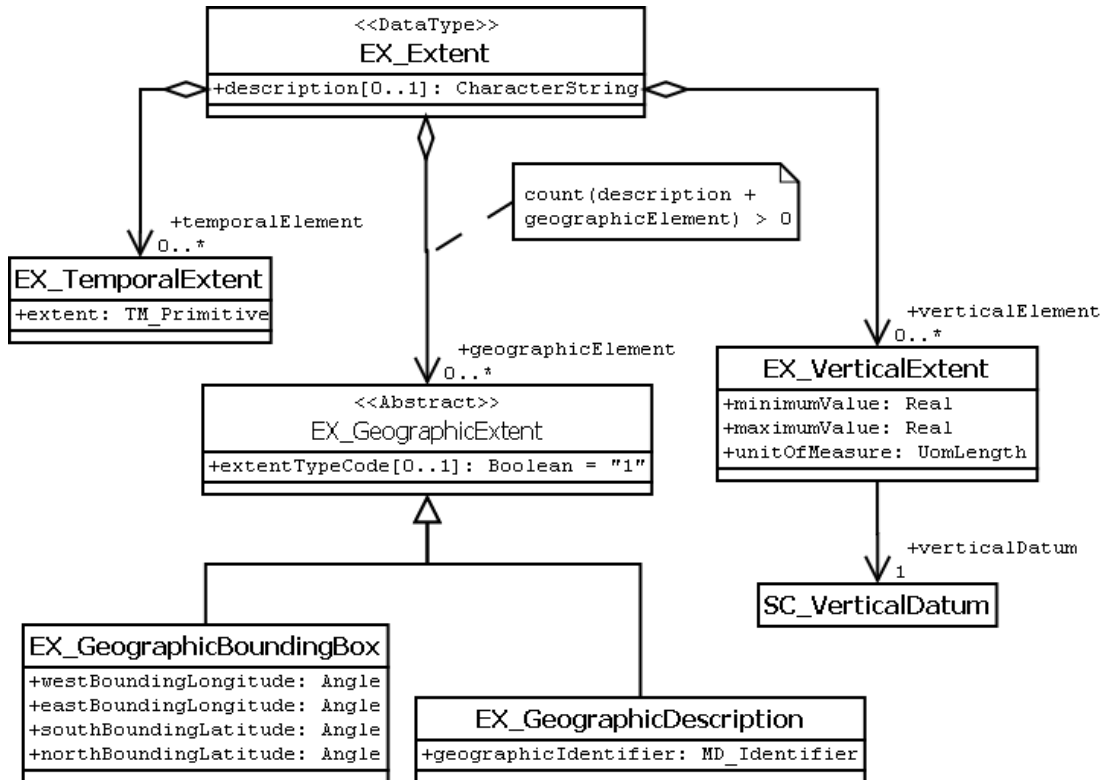 <<DataType>>
EX_Extent
+description[0..1]: CharacterString
count(description +
geographicElement) > 0
+temporalElement
0..*
EX_TemporalExtent
+extent: TM_Primitive
+verticalElement
0..*
+geographicElement
0..*
EX_VerticalExtent
+minimumValue: Real
+maximumValue: Real
+unitOfMeasure: UomLength
<<Abstract>>
EX_GeographicExtent
+extentTypeCode[0..1]: Boolean = "1"
+verticalDatum
1
SC_VerticalDatum
EX_GeographicBoundingBox
+westBoundingLongitude: Angle
+eastBoundingLongitude: Angle
+southBoundingLatitude: Angle
+northBoundingLatitude: Angle
EX_GeographicDescription
+geographicIdentifier: MD_Identifier